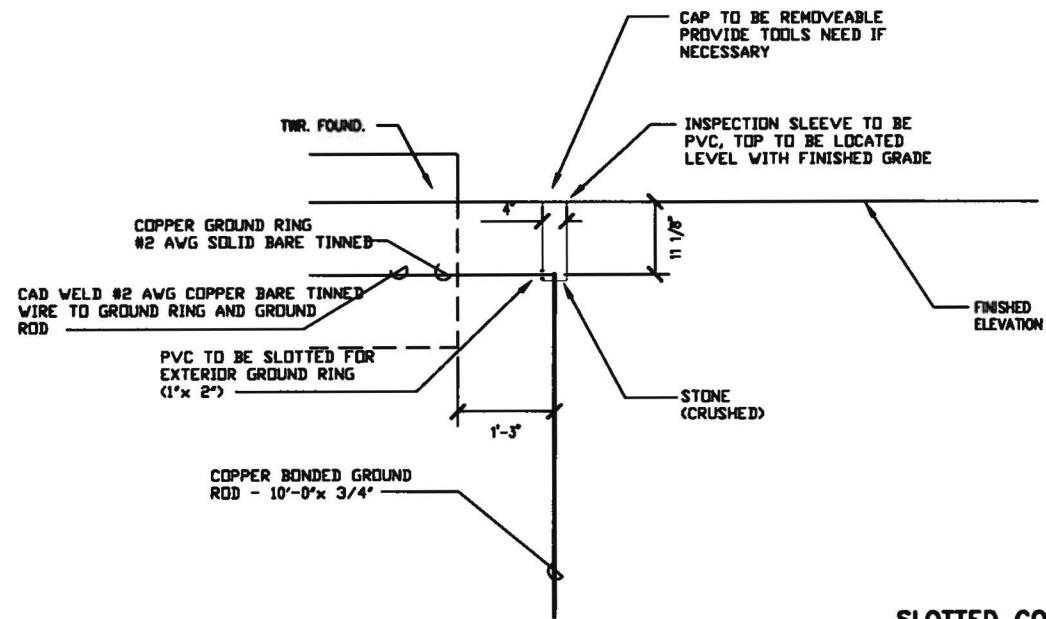 CAP TO BE REMOVEABLE
PROVIDE TOOLS NEED IF
NECESSARY
TWR. FOUND.
INSPECTION SLEEVE TO BE
PVC, TOP TO BE LOCATED
LEVEL WITH FINISHED GRADE
4"
11 1/8"
COPPER GROUND RING
#2 AWG SOLID BARE TINNED
CAD WELD #2 AWG COPPER BARE TINNED
WIRE TO GROUND RING AND GROUND
ROD
FINISHED
ELEVATION
PVC TO BE SLOTTED FOR
EXTERIOR GROUND RING
(1"x 2")
STONE
(CRUSHED)
1'-3"
COPPER BONDED GROUND
ROD - 10'-0"x 3/4"